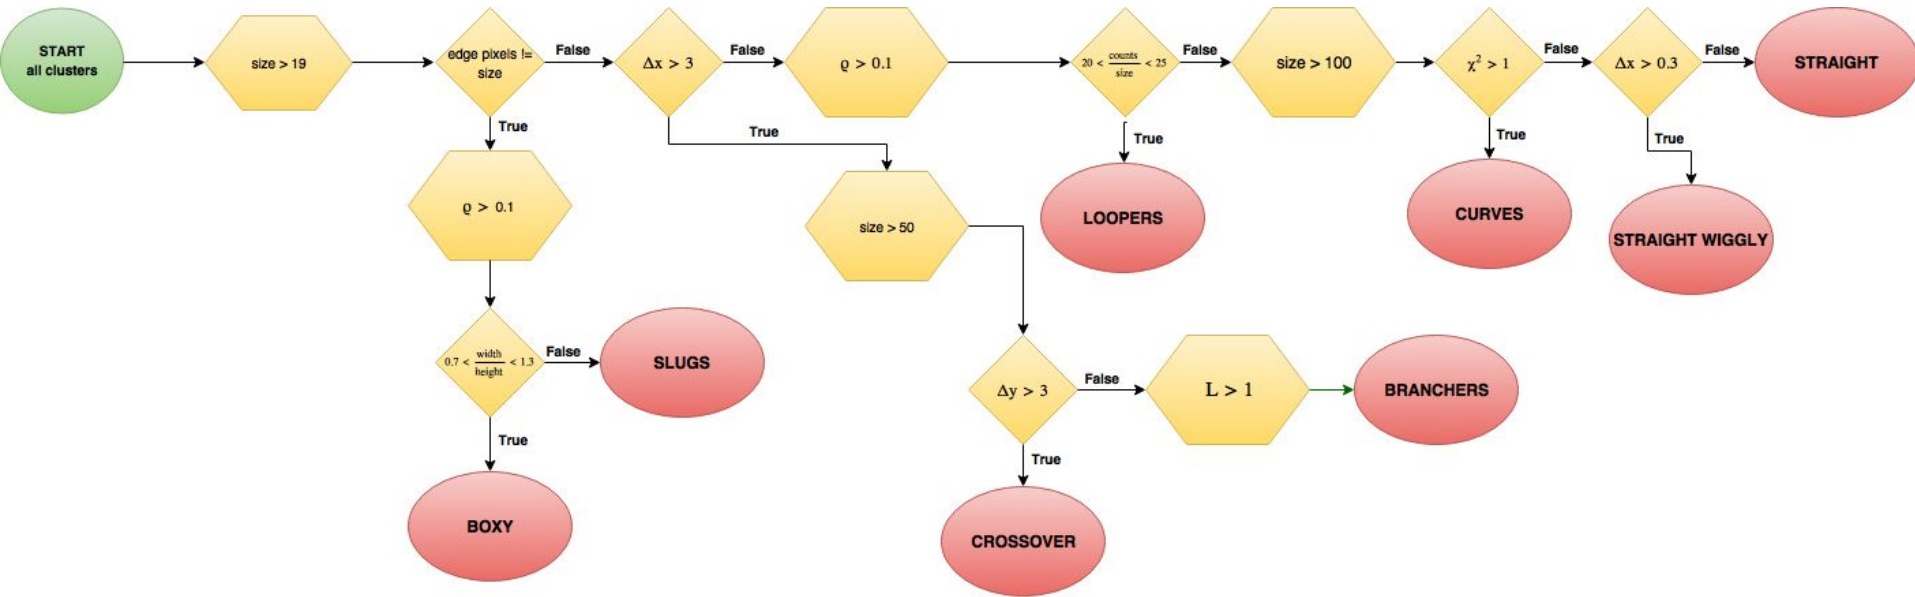 START
all clusters
size > 19
edge pixels !=
size
False
Δx > 3
False
ϱ > 0.1
20 < counts/size < 25
False
size > 100
χ² > 1
False
Δx > 0.3
False
STRAIGHT
True
True
True
True
True
ϱ > 0.1
size > 50
LOOPERS
CURVES
STRAIGHT WIGGLY
0.7 < width/height < 1.3
False
SLUGS
Δy > 3
False
L > 1
BRANCHERS
True
True
BOXY
CROSSOVER